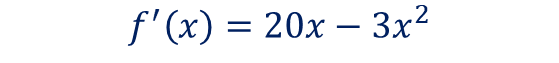 f′(x) = 20x − 3x²